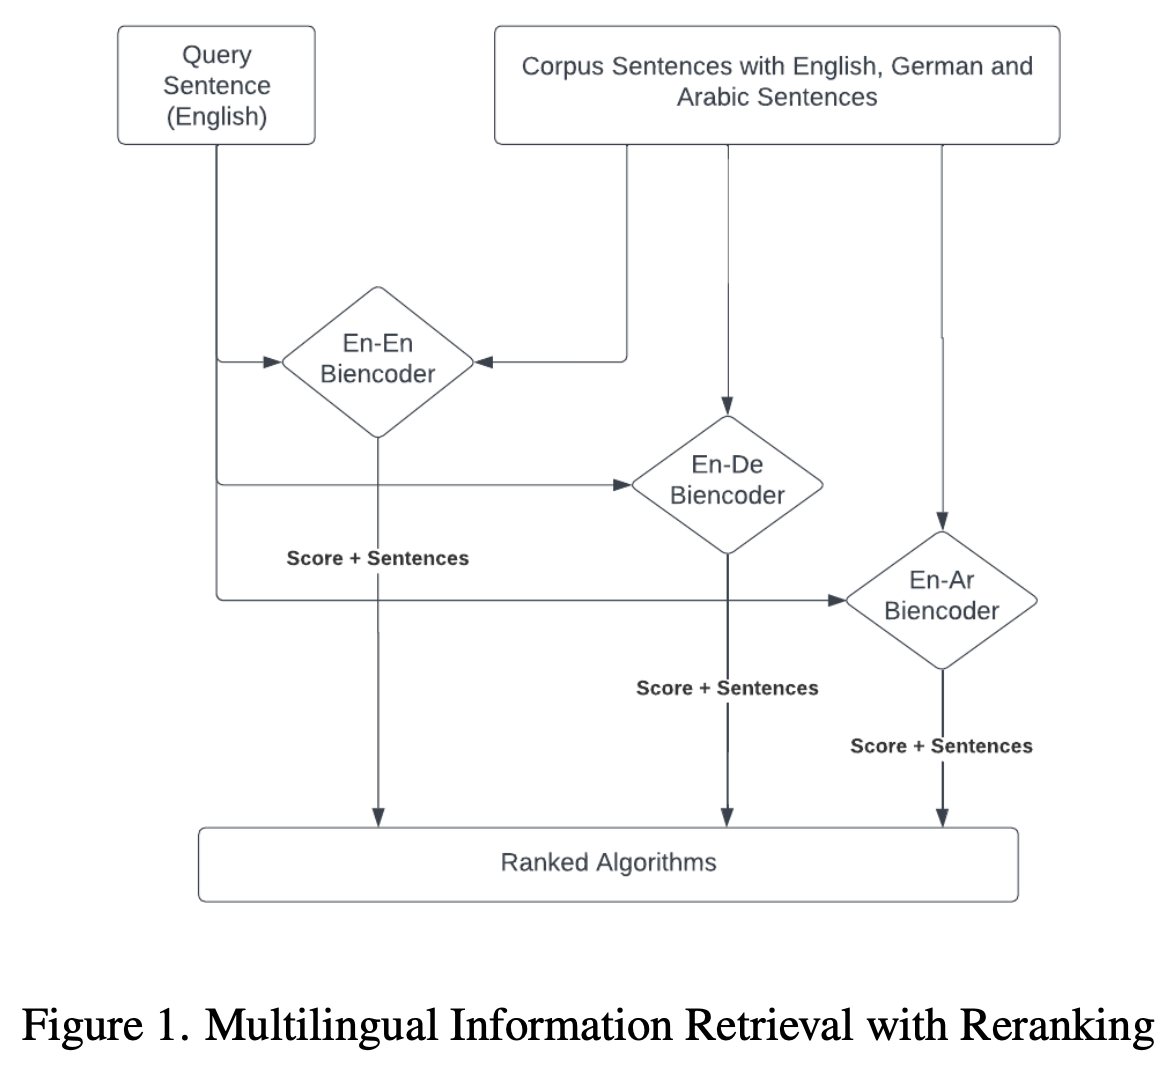 Query
Sentence
(English)
Corpus Sentences with English, German and
Arabic Sentences
En-En
Biencoder
En-De
Biencoder
Score + Sentences
En-Ar
Biencoder
Score + Sentences
Score + Sentences
Ranked Algorithms
Figure 1. Multilingual Information Retrieval with Reranking